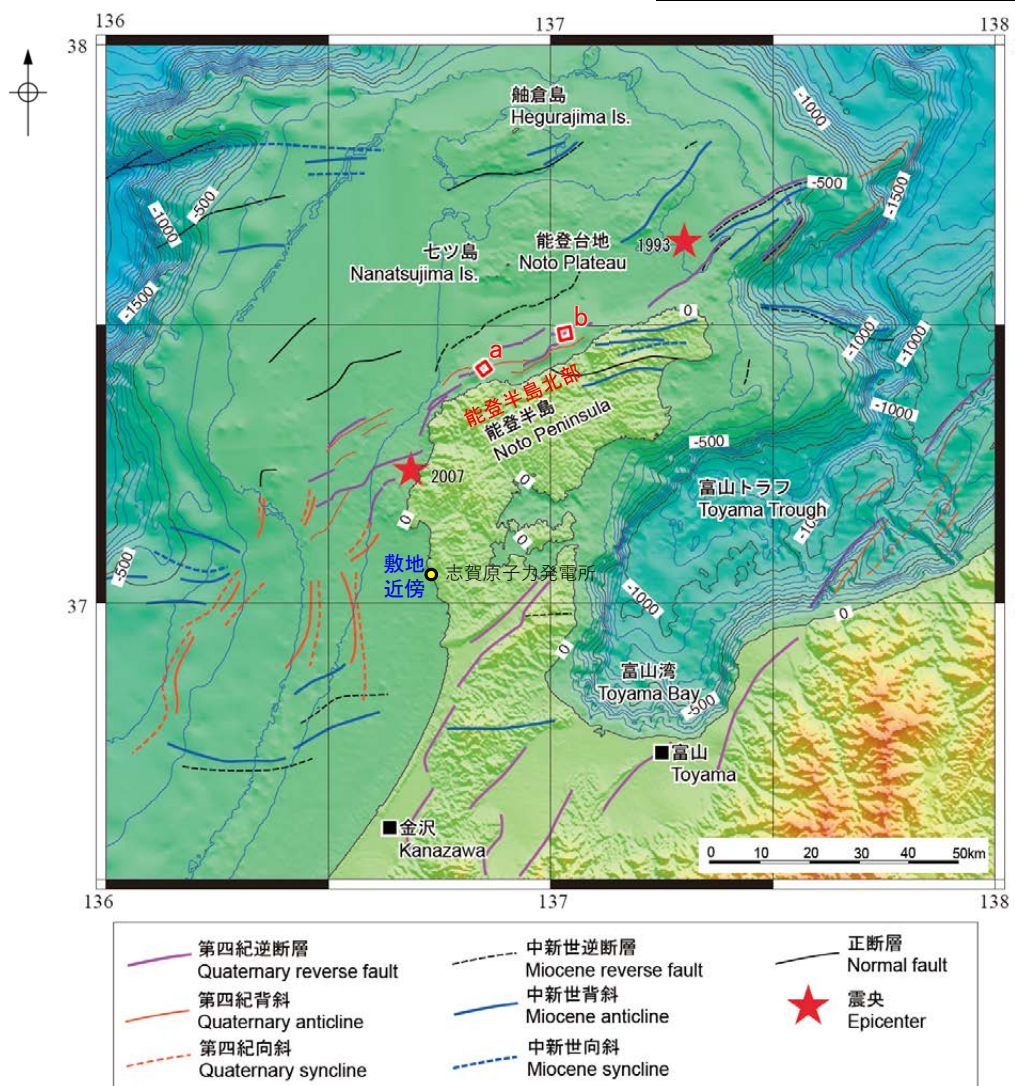 136
137
138
38
舳倉島
Hegurajima Is.
-1000
-500
-1500
-500
-1000
-1500
1993
七ツ島
Nanatsujima Is.
能登台地
Noto Plateau
b
0
a
-1000
-1000
能登半島北部
能登半島
Noto Peninsula
-1000
-500
2007
0
0
富山トラフ
Toyama Trough
0
-1000
-500
敷地
近傍
志賀原子力発電所
-1000
37
37
0
0
富山湾
Toyama Bay
-500
富山
Toyama
金沢
Kanazawa
0 10 20 30 40 50km
136
137
138
第四紀逆断層
Quaternary reverse fault
中新世逆断層
Miocene reverse fault
正断層
Normal fault
第四紀背斜
Quaternary anticline
中新世背斜
Miocene anticline
震央
Epicenter
第四紀向斜
Quaternary syncline
中新世向斜
Miocene syncline